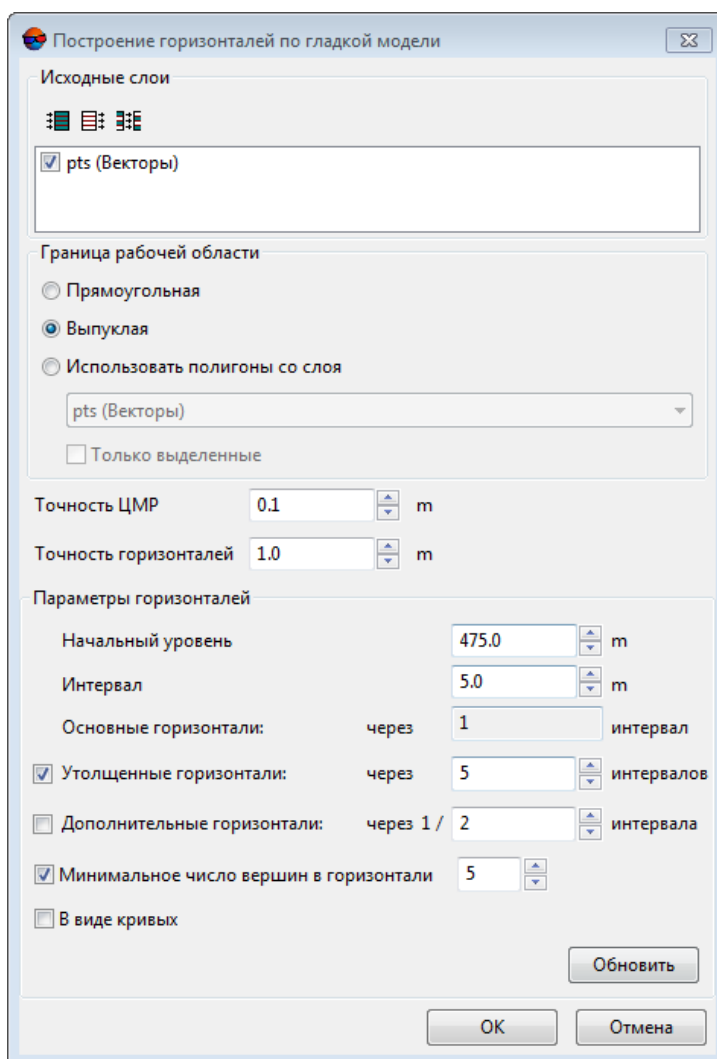 Построение горизонталей по гладкой модели
Исходные слои
pts (Векторы)
Граница рабочей области
Прямоугольная
Выпуклая
Использовать полигоны со слоя
pts (Векторы)
Только выделенные
Точность ЦМР 0.1 m
Точность горизонталей 1.0 m
Параметры горизонталей
Начальный уровень 475.0 m
Интервал 5.0 m
Основные горизонтали: через 1 интервал
Утолщенные горизонтали: через 5 интервалов
Дополнительные горизонтали: через 1 / 2 интервала
Минимальное число вершин в горизонтали 5
В виде кривых
Обновить
OK Отмена